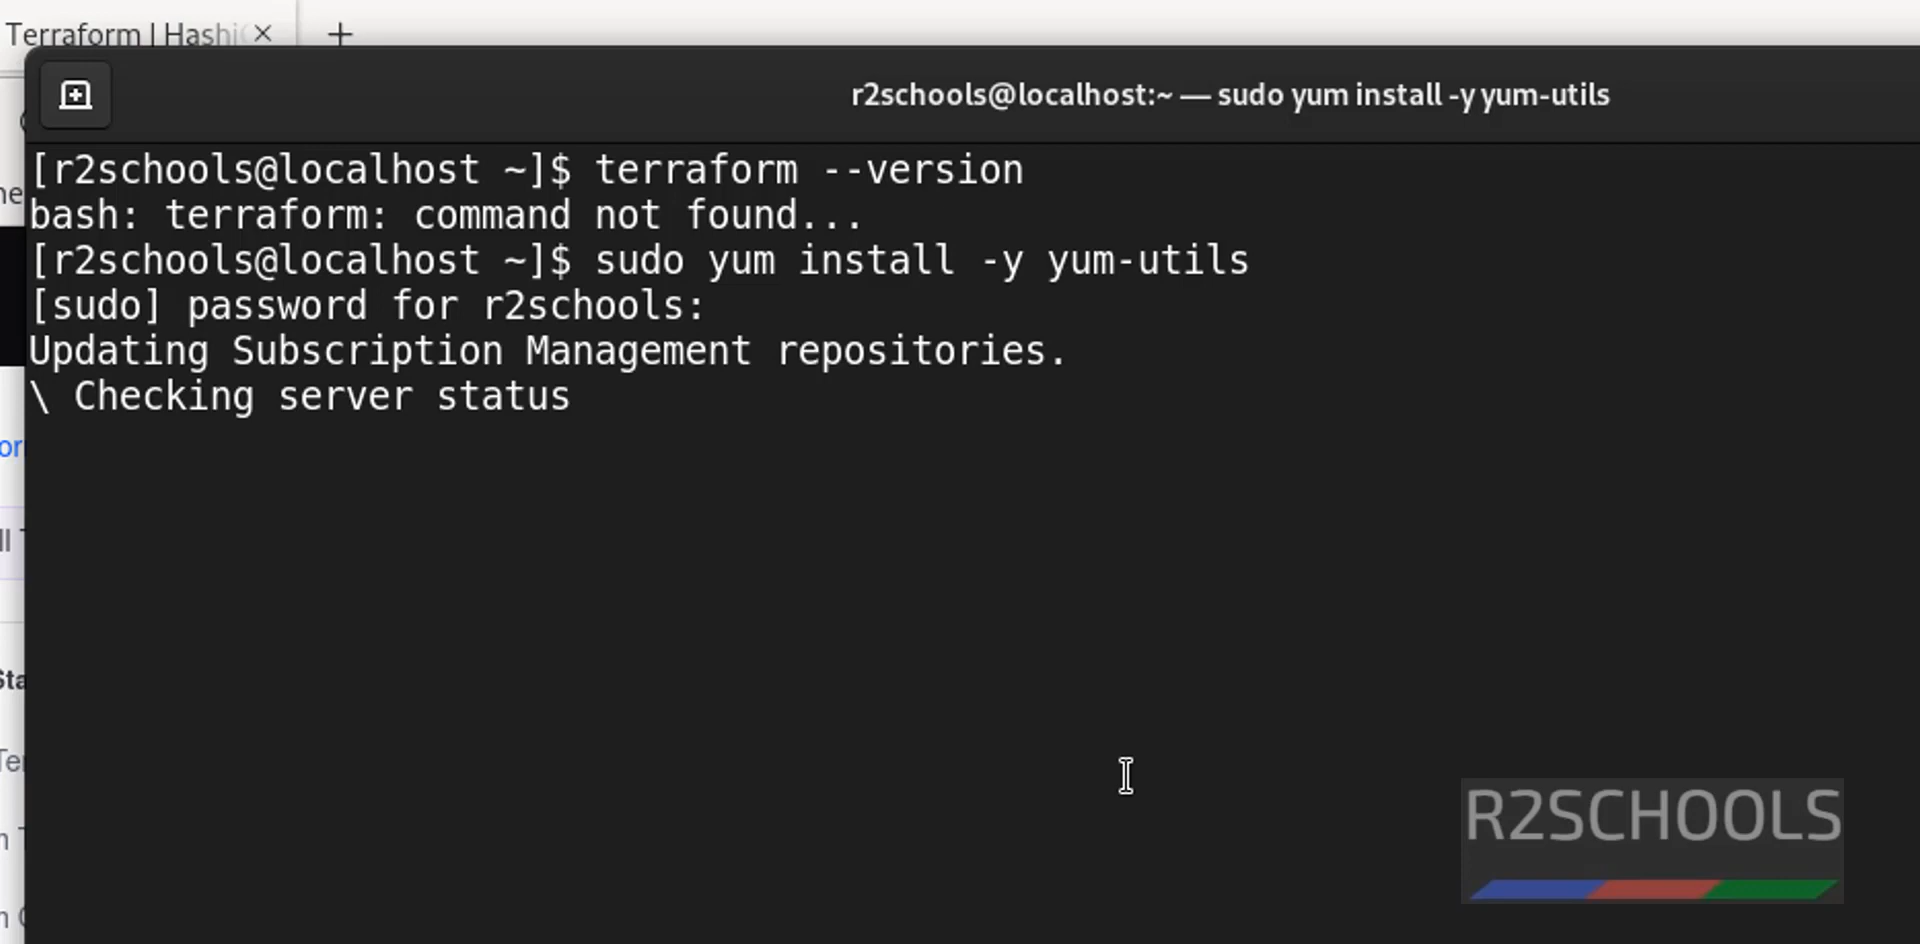 Terraform | Hashi
r2schools@localhost:~ — sudo yum install -y yum-utils
[r2schools@localhost ~]$ terraform --version
bash: terraform: command not found...
[r2schools@localhost ~]$ sudo yum install -y yum-utils
[sudo] password for r2schools:
Updating Subscription Management repositories.
\ Checking server status
R2SCHOOLS